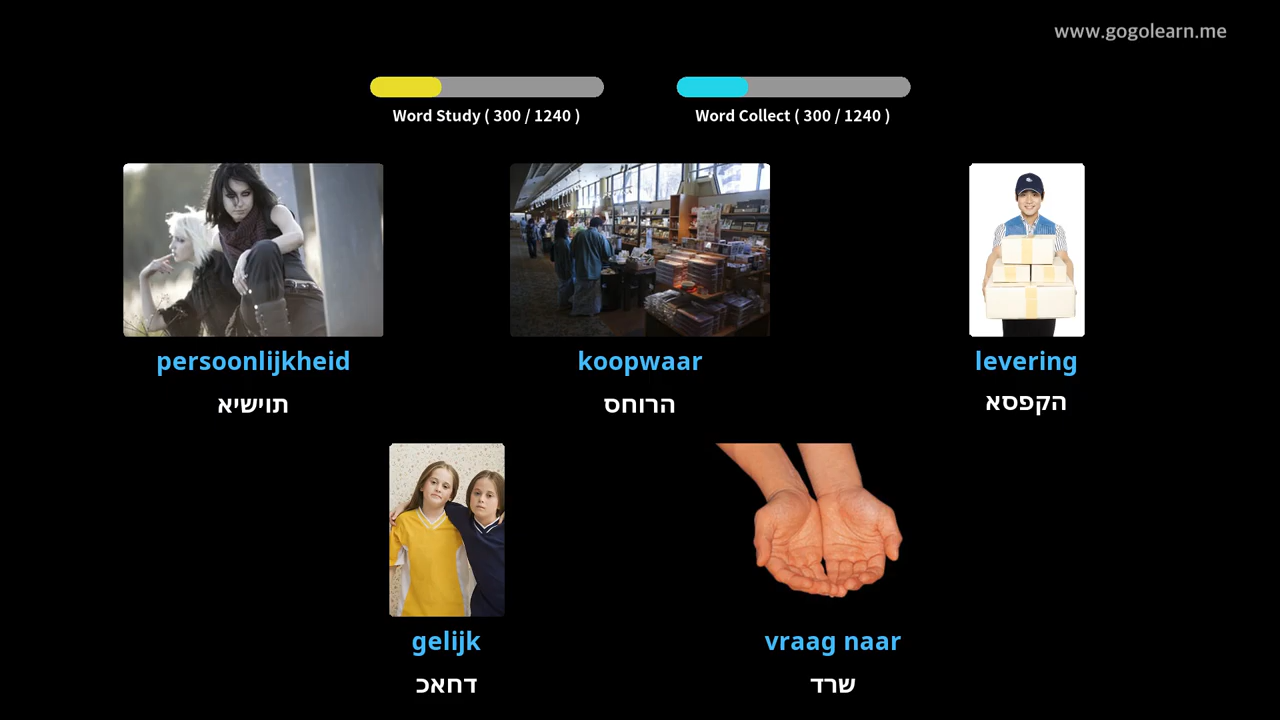 www.gogolearn.me
Word Study ( 300 / 1240 )
Word Collect ( 300 / 1240 )
persoonlijkheid
תוישיא
koopwaar
הרוחס
levering
הקפסא
gelijk
דחאכ
vraag naar
שרד